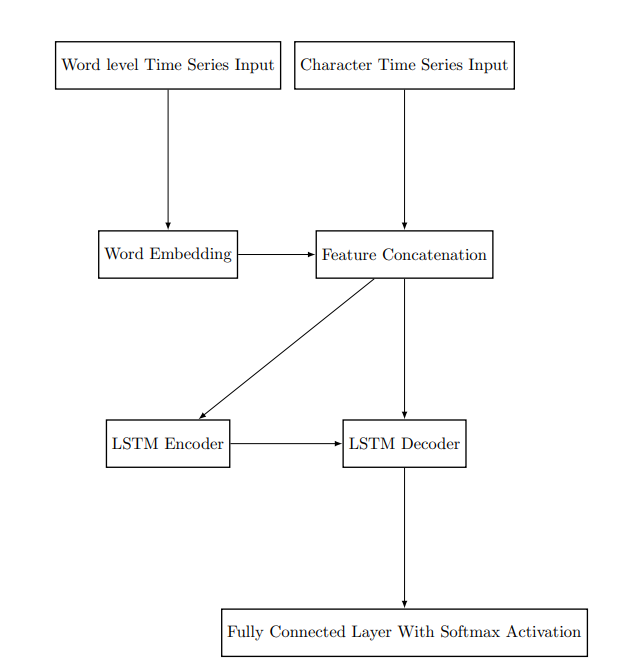 Word level Time Series Input
Character Time Series Input
Word Embedding
Feature Concatenation
LSTM Encoder
LSTM Decoder
Fully Connected Layer With Softmax Activation